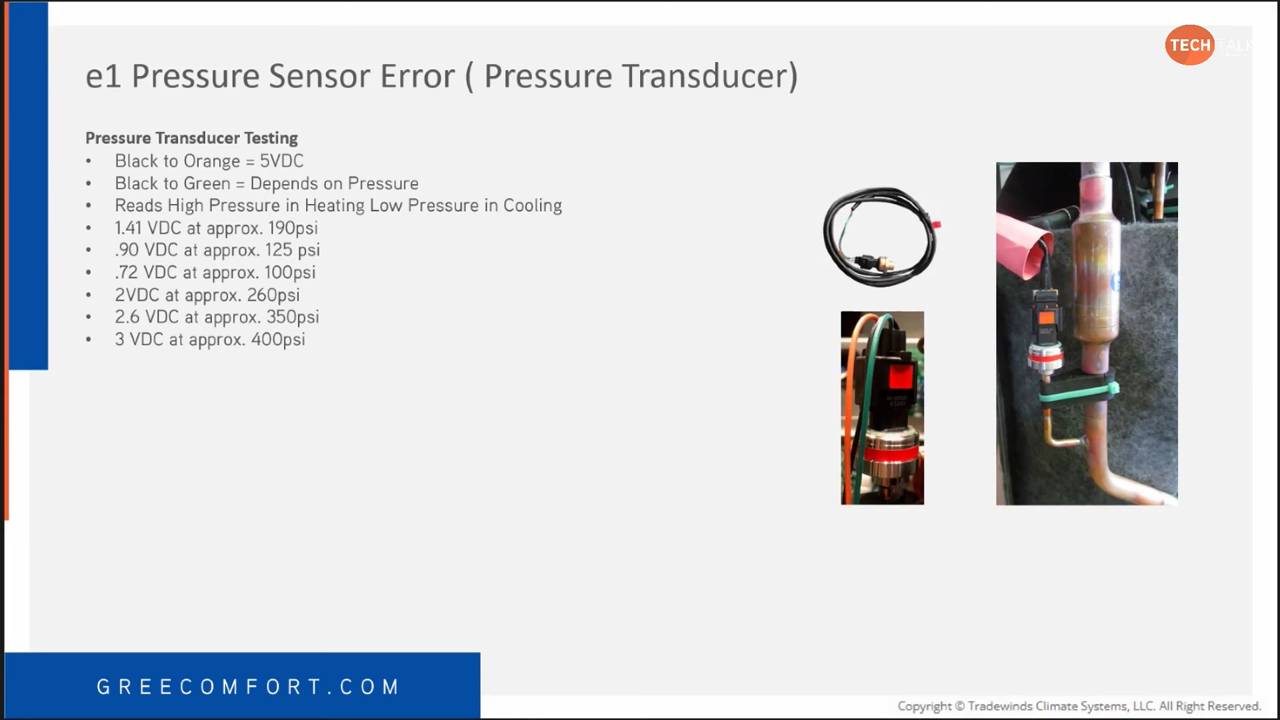 TECH TALK
e1 Pressure Sensor Error ( Pressure Transducer)
Pressure Transducer Testing
• Black to Orange = 5VDC
• Black to Green = Depends on Pressure
• Reads High Pressure in Heating Low Pressure in Cooling
• 1.41 VDC at approx. 190psi
• .90 VDC at approx. 125 psi
• .72 VDC at approx. 100psi
• 2VDC at approx. 260psi
• 2.6 VDC at approx. 350psi
• 3 VDC at approx. 400psi
GREECOMFORT.COM
Copyright © Tradewinds Climate Systems, LLC. All Right Reserved.